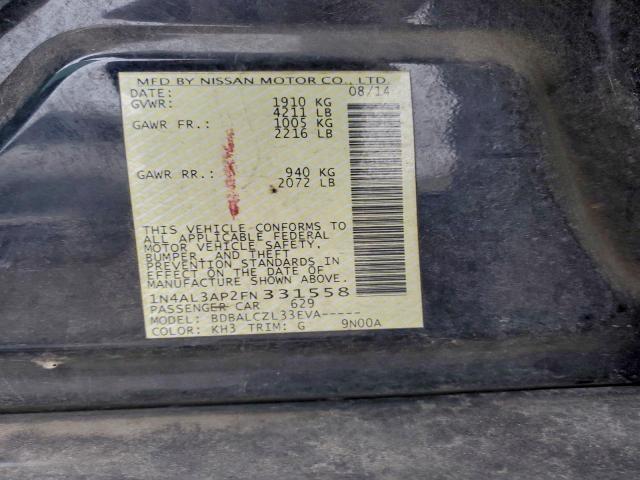 MFD BY NISSAN MOTOR CO., LTD.
DATE: 08/14
GVWR: 1910 KG
4211 LB
GAWR FR.: 1005 KG
2216 LB
GAWR RR.: 940 KG
2072 LB
THIS VEHICLE CONFORMS TO
ALL APPLICABLE FEDERAL
MOTOR VEHICLE SAFETY,
BUMPER, AND THEFT
PREVENTION STANDARDS IN
EFFECT ON THE DATE OF
MANUFACTURE SHOWN ABOVE.
1N4AL3AP2FN 331558
PASSENGER CAR 629
MODEL: BDBALCZL33EVA-----
COLOR: KH3 TRIM: G 9N00A